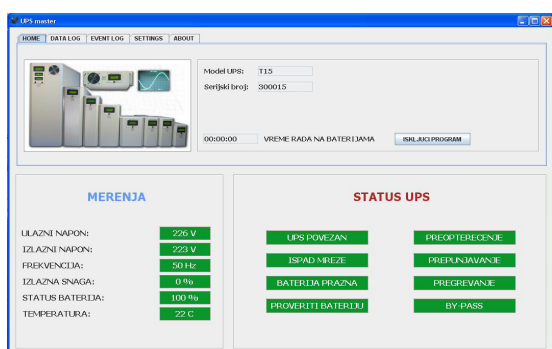 UPS master
HOME DATA LOG EVENT LOG SETTINGS ABOUT
Model UPS: T15
Serijski broj: 300015
00:00:00 VREME RADA NA BATERIJAMA ISKLJUCI PROGRAM
MERENJA
ULAZNI NAPON: 226 V
IZLAZNI NAPON: 223 V
FREKVENCIJA: 50 Hz
IZLAZNA SNAGA: 0 %
STATUS BATERIJA: 100 %
TEMPERATURA: 22 C
STATUS UPS
UPS POVEZAN PREOPTERECENJE
ISPAD MREZE PREPUNJAVANJE
BATERIJA PRAZNA PREGREVANJE
PROVERITI BATERIJU BY-PASS